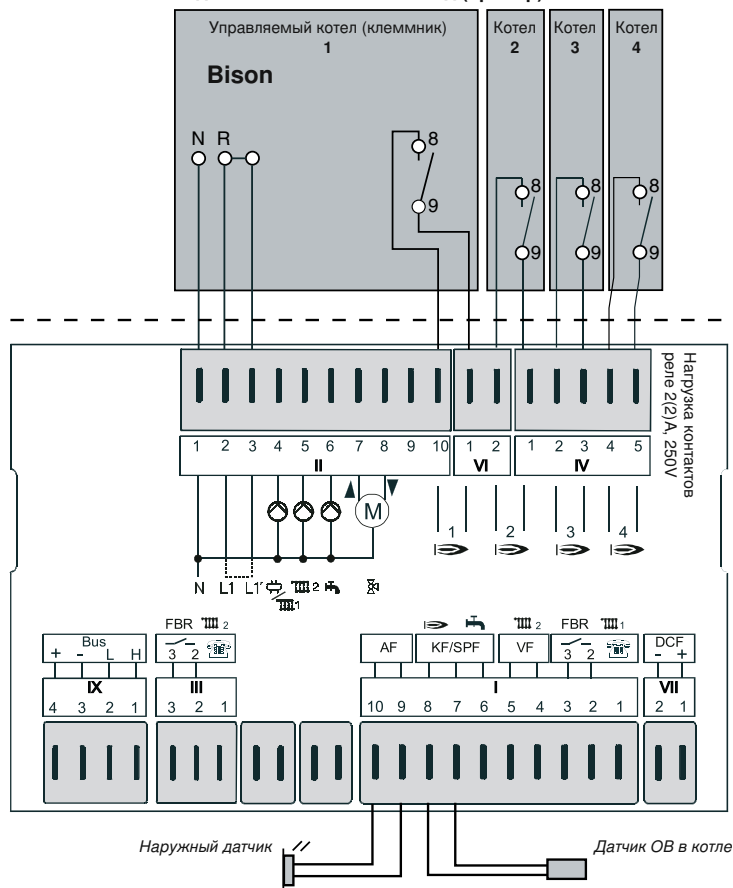 Управляемый котел (клеммник)
1
Котел
2
Котел
3
Котел
4
Bison
N R
8
9
8
9
8
9
8
9
Нагрузка контактов
реле 2(2)A, 250V
1 2 3 4 5 6 7 8 9 10
II
1 2
VI
1 2 3 4 5
IV
M
1 2 3 4
N L1 L1' 1 2
FBR 2
Bus
+ - L H
3 2
IX
4 3 2 1
III
3 2 1
2 FBR 1
AF KF/SPF VF
3 2
DCF
- +
I
10 9 8 7 6 5 4 3 2 1
VII
2 1
Наружный датчик
Датчик ОВ в котле